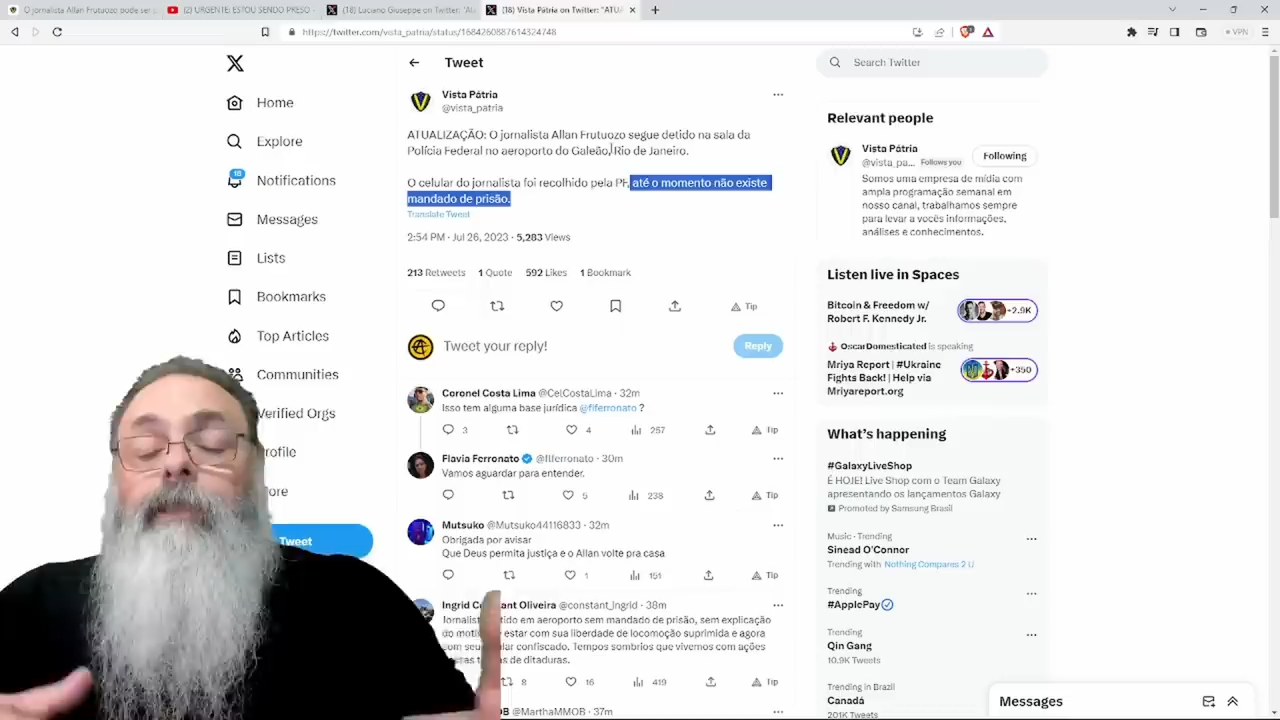 O jornalista Allan Frutuozo pode ser
(2) URGENTE: ESTOU SENDO PRESO -
(18) Luciano Giuseppe on Twitter: "At
(18) Vista Pátria on Twitter: "ATUA
https://twitter.com/vista_patria/status/1684260887614324748
VPN
Home
Explore
18
Notifications
Messages
Lists
Bookmarks
Top Articles
Communities
Verified Orgs
Tweet
Tweet
Vista Pátria
@vista_patria
ATUALIZAÇÃO: O jornalista Allan Frutuozo segue detido na sala da
Polícia Federal no aeroporto do Galeão, Rio de Janeiro.
O celular do jornalista foi recolhido pela PF, até o momento não existe
mandado de prisão.
Translate Tweet
2:54 PM · Jul 26, 2023 · 5,283 Views
213 Retweets 1 Quote 592 Likes 1 Bookmark
Tip
Tweet your reply!
Reply
Coronel Costa Lima @CelCostaLima · 32m
Isso tem alguma base jurídica @flferronato ?
3 4 257 Tip
Flavia Ferronato @flferronato · 30m
Vamos aguardar para entender.
5 238 Tip
Mutsuko @Mutsuko44116833 · 32m
Obrigada por avisar
Que Deus permita justiça e o Allan volte pra casa
1 151 Tip
Oliveira @constant_ingrid · 38m
tido em aeroporto sem mandado de prisão, sem explicação
estar com sua liberdade de locomoção suprimida e agora
confiscado. Tempos sombrios que vivemos com ações
de ditaduras.
8 16 419 Tip
@MarthaMMOB · 37m
Search Twitter
Relevant people
Vista Pátria
@vista_pa... Follows you
Following
Somos uma empresa de mídia com
ampla programação semanal em
nosso canal, trabalhamos sempre
para levar a vocês informações,
análises e conhecimentos.
Listen live in Spaces
Bitcoin & Freedom w/
Robert F. Kennedy Jr.
+2.9K
OscarDomesticated is speaking
Mriya Report | #Ukraine
Fights Back! | Help via
Mriyareport.org
+350
What's happening
#GalaxyLiveShop
É HOJE! Live Shop com o Team Galaxy
apresentando os lançamentos Galaxy
Promoted by Samsung Brasil
Music · Trending
Sinead O'Connor
Trending with Nothing Compares 2 U
Trending
#ApplePay
Trending
Qin Gang
10.9K Tweets
Trending in Brazil
Canadá
201K Tweets
Messages